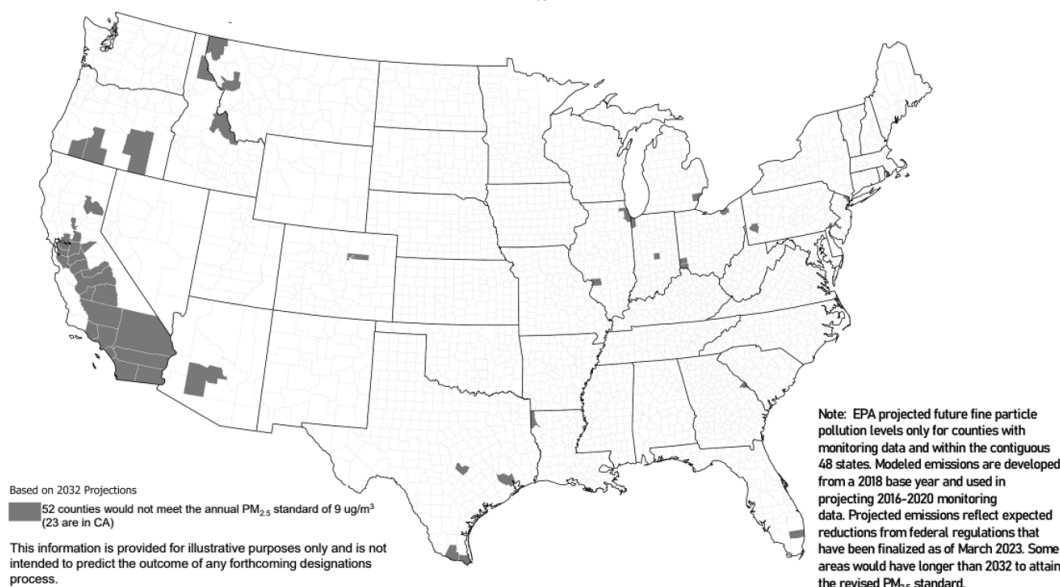 Based on 2032 Projections
52 counties would not meet the annual PM2.5 standard of 9 ug/m³
(23 are in CA)
This information is provided for illustrative purposes only and is not
intended to predict the outcome of any forthcoming designations
process.
Note: EPA projected future fine particle
pollution levels only for counties with
monitoring data and within the contiguous
48 states. Modeled emissions are developed
from a 2018 base year and used in
projecting 2016-2020 monitoring
data. Projected emissions reflect expected
reductions from federal regulations that
have been finalized as of March 2023. Some
areas would have longer than 2032 to attain
the revised PM2.5 standard.